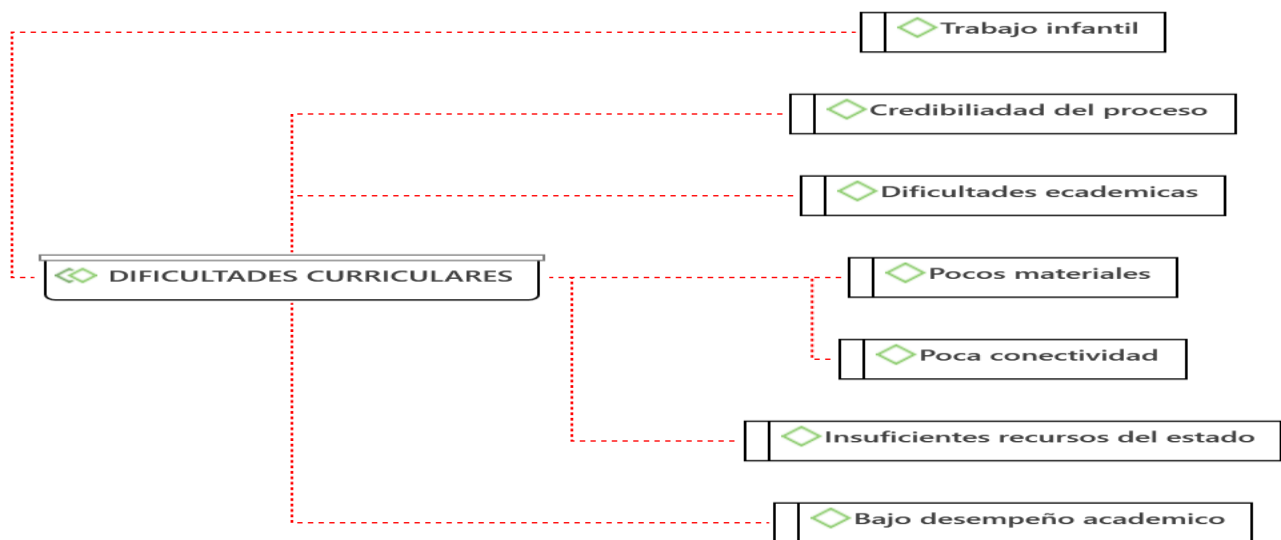 Trabajo infantil
Credibiliadad del proceso
Dificultades ecademicas
DIFICULTADES CURRICULARES
Pocos materiales
Poca conectividad
Insuficientes recursos del estado
Bajo desempeño academico